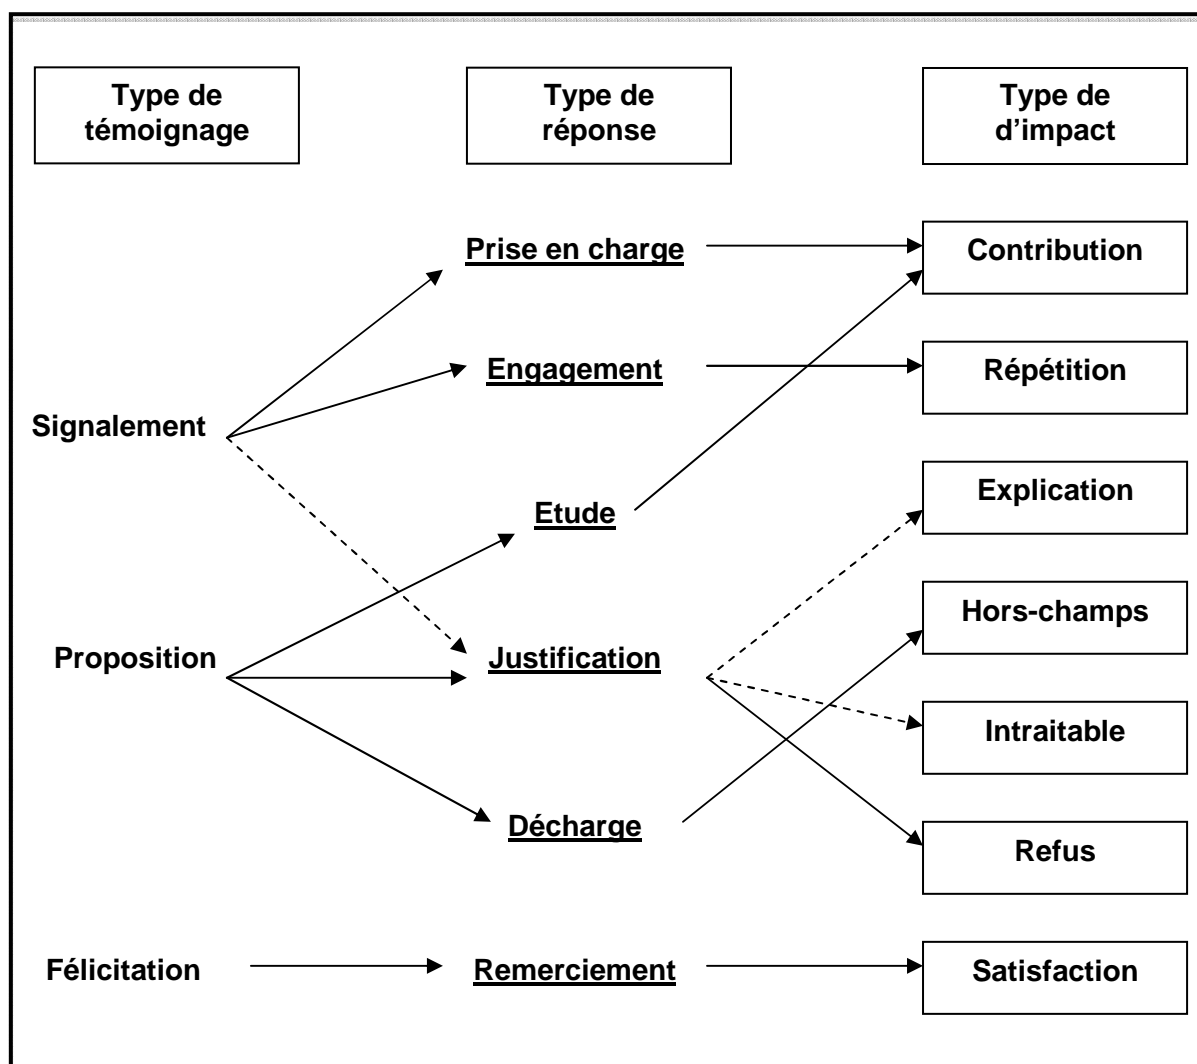 Type de
témoignage
Type de
réponse
Type de
d’impact
Prise en charge
Contribution
Engagement
Répétition
Signalement
Explication
Etude
Hors-champs
Proposition
Justification
Intraitable
Décharge
Refus
Félicitation
Remerciement
Satisfaction